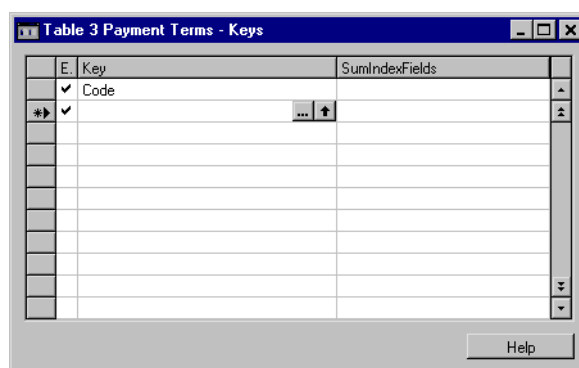 Table 3 Payment Terms - Keys
E. Key SumIndexFields
Code
...
Help